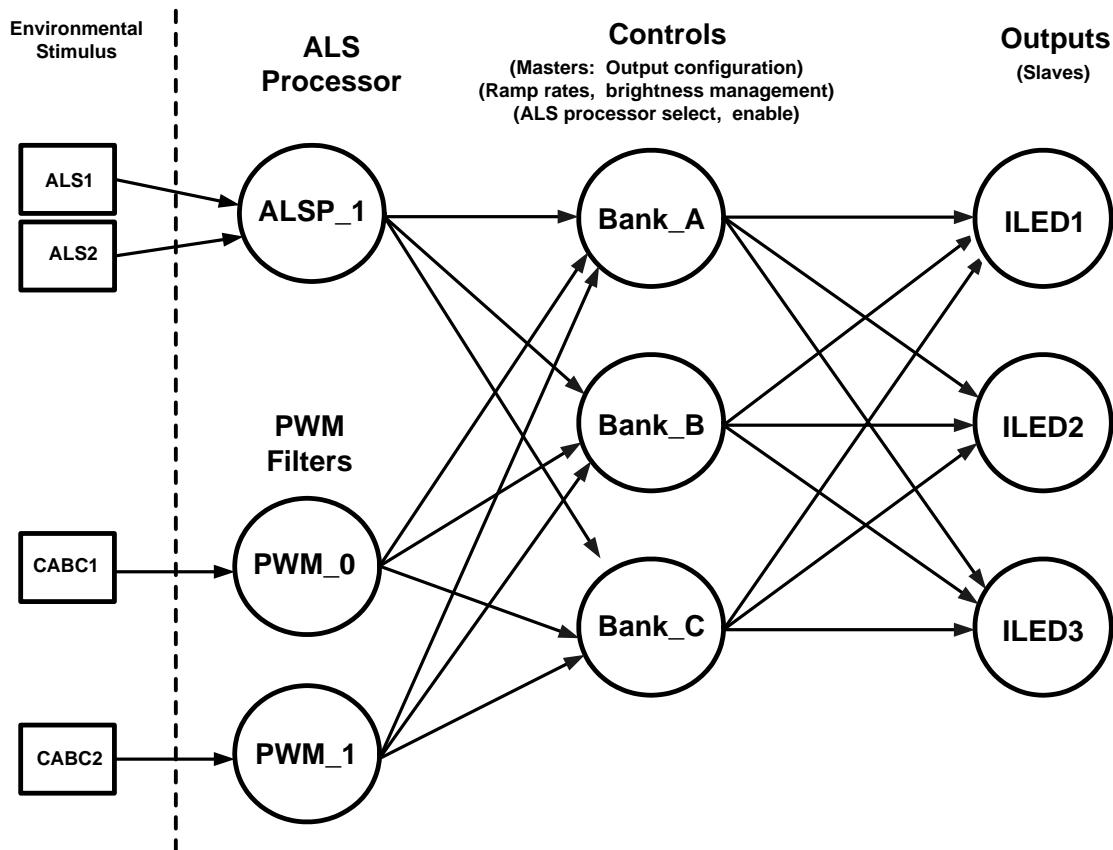 Environmental
Stimulus
ALS
Processor
Controls
(Masters: Output configuration)
(Ramp rates, brightness management)
(ALS processor select, enable)
Outputs
(Slaves)
ALS1
ALS2
ALSP_1
Bank_A
ILED1
PWM
Filters
Bank_B
ILED2
CABC1
PWM_0
Bank_C
ILED3
CABC2
PWM_1